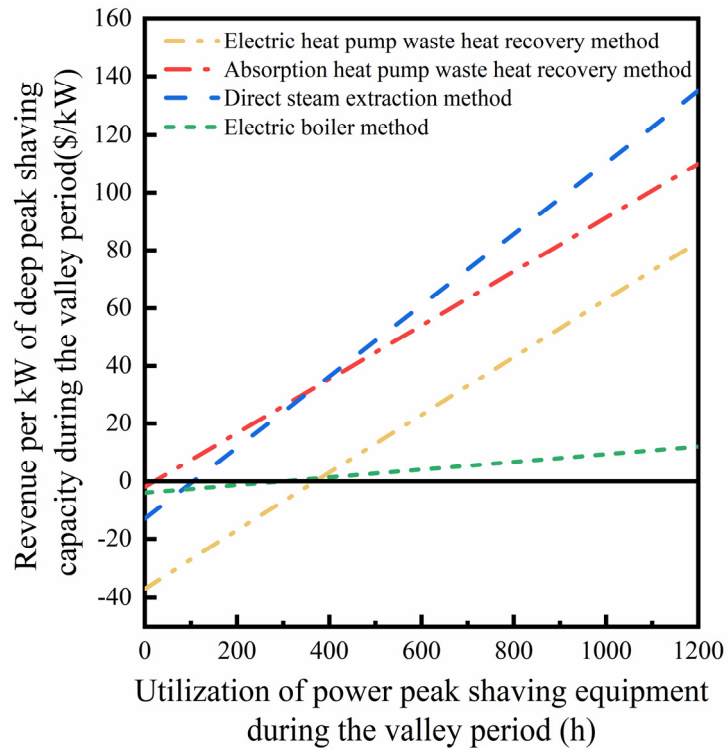 Revenue per kW of deep peak shaving
capacity during the valley period($/kW)
160
140
120
100
80
60
40
20
0
-20
-40
Electric heat pump waste heat recovery method
Absorption heat pump waste heat recovery method
Direct steam extraction method
Electric boiler method
0 200 400 600 800 1000 1200
Utilization of power peak shaving equipment
during the valley period (h)